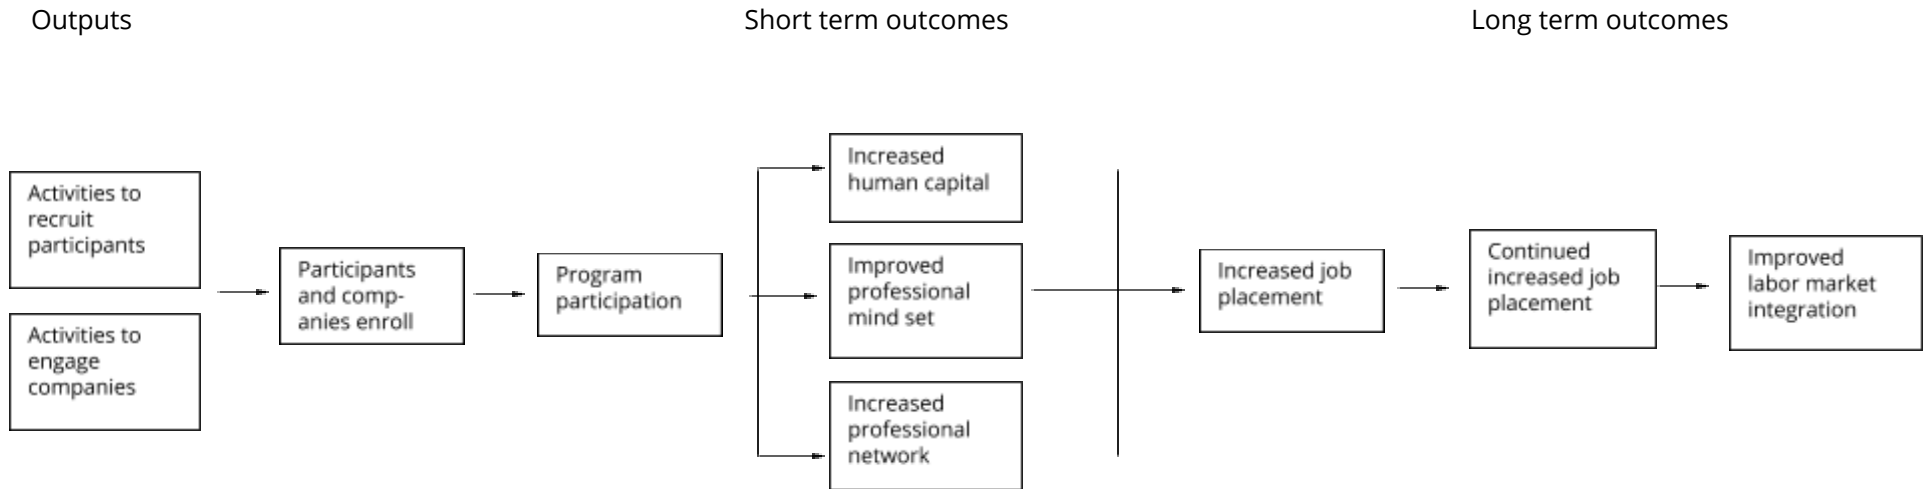 Outputs
Short term outcomes
Long term outcomes
Activities to
recruit
participants
Activities to
engage
companies
Participants
and comp-
anies enroll
Program
participation
Increased
human capital
Improved
professional
mind set
Increased
professional
network
Increased job
placement
Continued
increased job
placement
Improved
labor market
integration